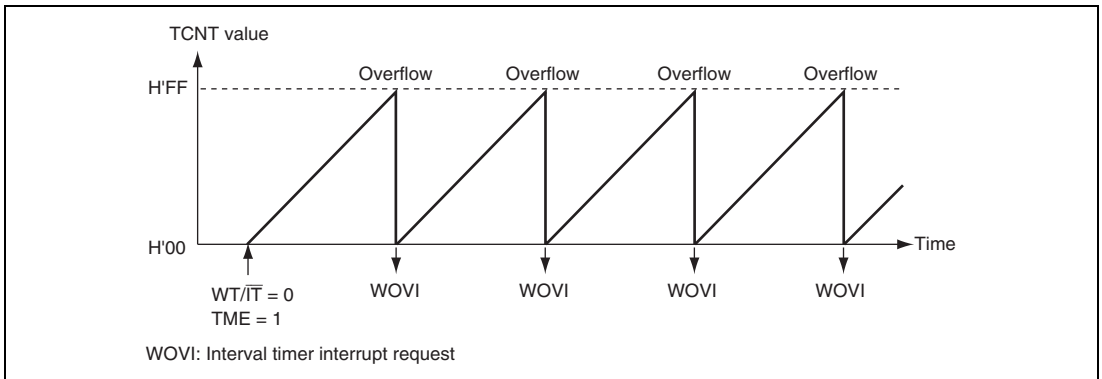 TCNT value
H'FF
Overflow Overflow Overflow Overflow
H'00
Time
WT/I̅T̅ = 0
TME = 1
WOVI WOVI WOVI WOVI
WOVI: Interval timer interrupt request